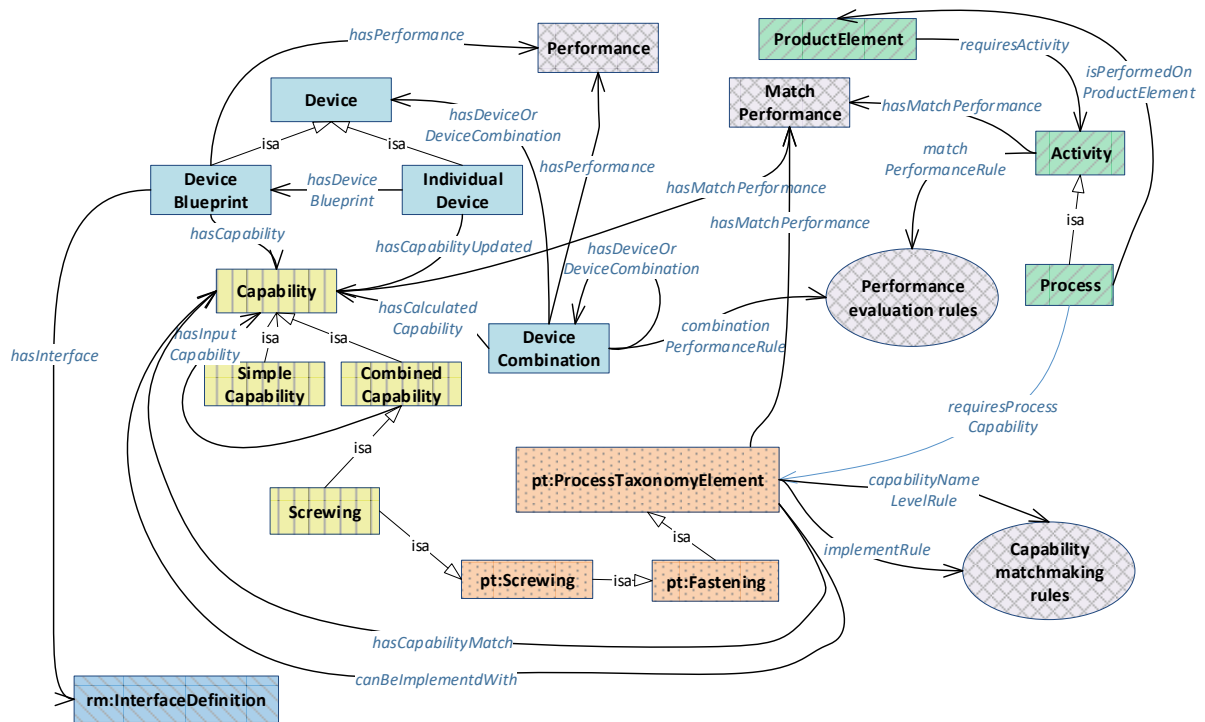 hasPerformance
Performance
ProductElement
requiresActivity
isPerformedOn
ProductElement
Device
hasDeviceOr
DeviceCombination
Match
Performance
hasMatchPerformance
isa
isa
hasPerformance
match
PerformanceRule
Activity
Device
Blueprint
hasDevice
Blueprint
Individual
Device
hasMatchPerformance
hasMatchPerformance
isa
hasCapability
hasCapabilityUpdated
hasDeviceOr
DeviceCombination
Capability
Performance
evaluation rules
Process
hasCalculated
Capability
hasInput
Capability
isa
isa
Device
Combination
combination
PerformanceRule
hasInterface
Simple
Capability
Combined
Capability
requiresProcess
Capability
isa
pt:ProcessTaxonomyElement
capabilityName
LevelRule
Screwing
isa
isa
implementRule
Capability
matchmaking
rules
pt:Screwing
isa
pt:Fastening
hasCapabilityMatch
canBeImplementdWith
rm:InterfaceDefinition